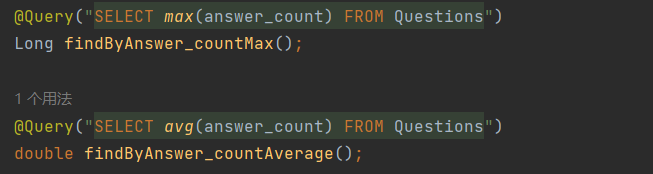 @Query("SELECT max(answer_count) FROM Questions")
Long findByAnswer_countMax();
1 个用法
@Query("SELECT avg(answer_count) FROM Questions")
double findByAnswer_countAverage();